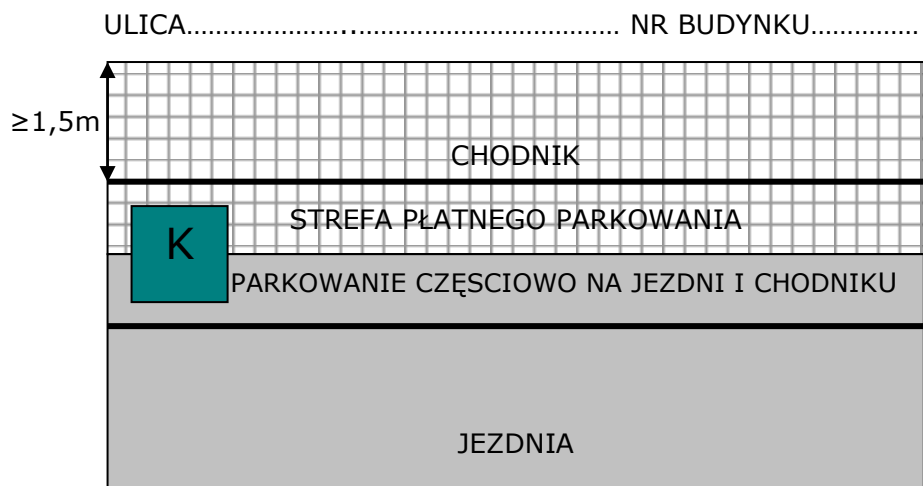 ULICA.....................…................................... NR BUDYNKU...............
≥1,5m
CHODNIK
STREFA PŁATNEGO PARKOWANIA
K
PARKOWANIE CZĘSCIOWO NA JEZDNI I CHODNIKU
JEZDNIA